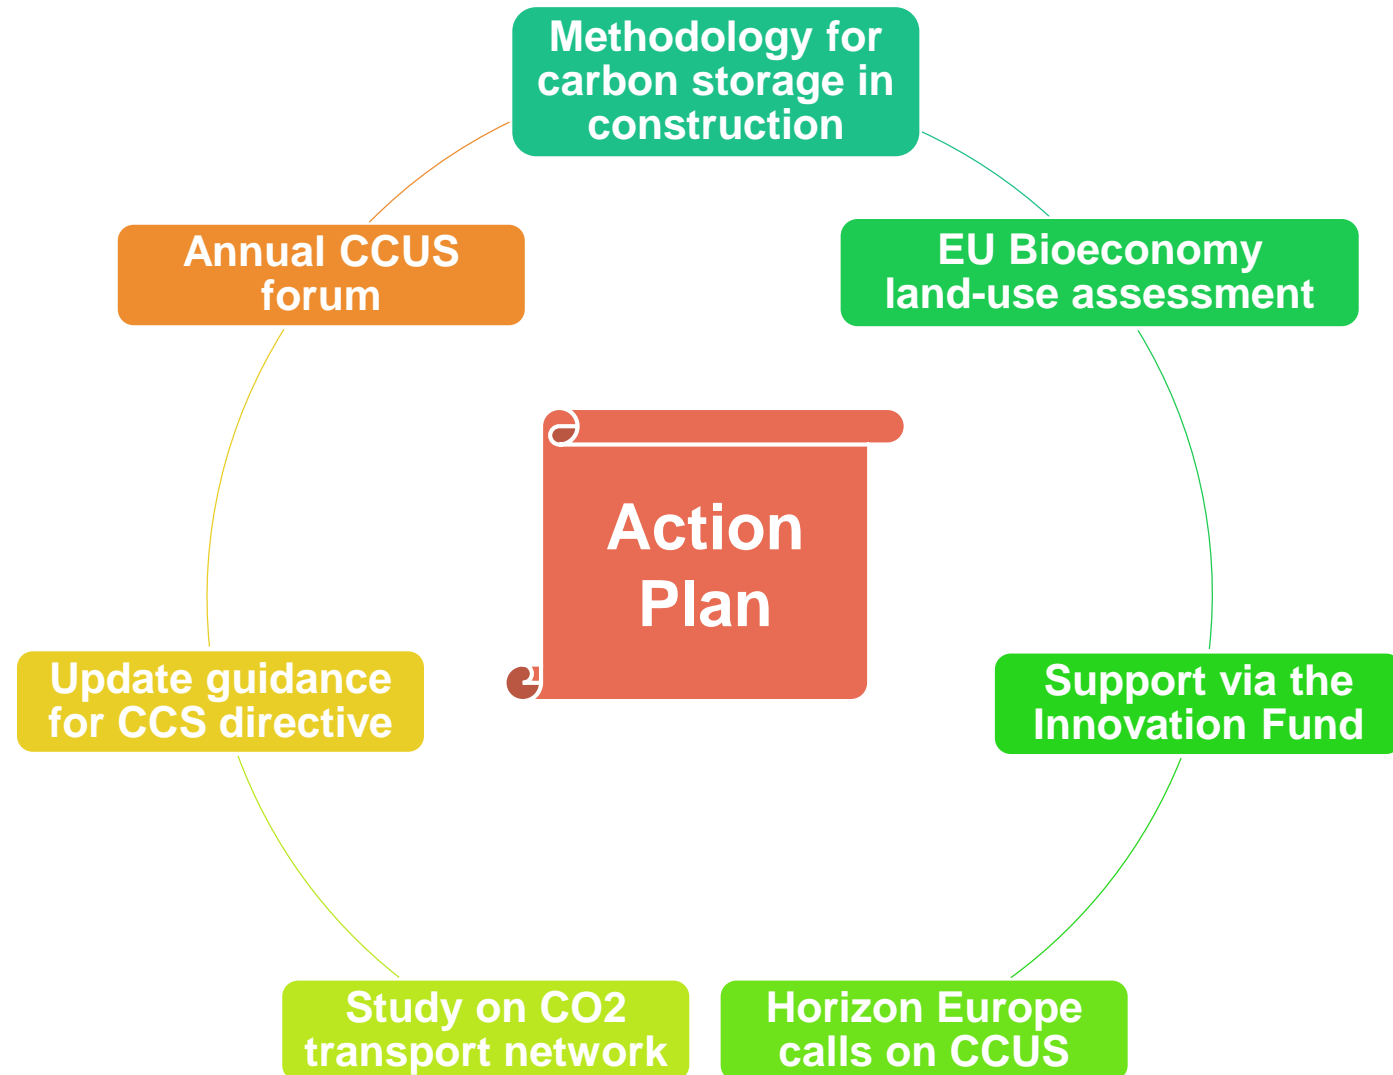 Methodology for
carbon storage in
construction
Annual CCUS
forum
EU Bioeconomy
land-use assessment
Action
Plan
Update guidance
for CCS directive
Support via the
Innovation Fund
Study on CO2
transport network
Horizon Europe
calls on CCUS